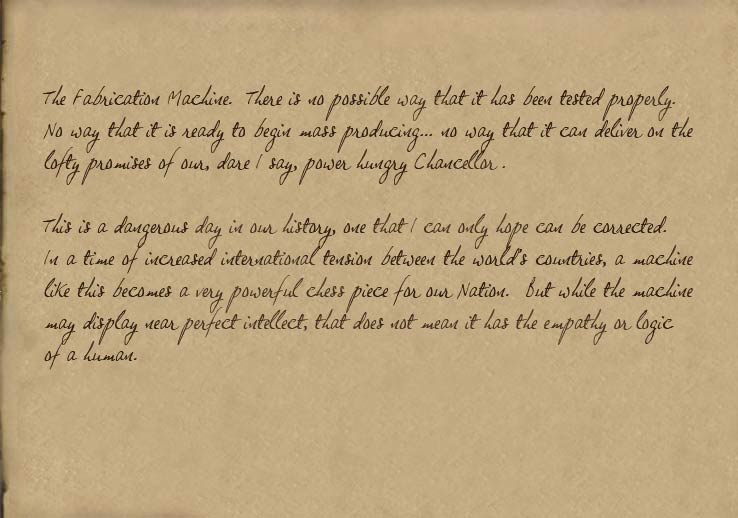 The Fabrication Machine. There is no possible way that it has been tested properly.
No way that it is ready to begin mass producing... no way that it can deliver on the
lofty promises of our, dare I say, power hungry Chancellor.
This is a dangerous day in our history, one that I can only hope can be corrected.
In a time of increased international tension between the world's countries, a machine
like this becomes a very powerful chess piece for our Nation. But while the machine
may display near perfect intellect, that does not mean it has the empathy or logic
of a human.